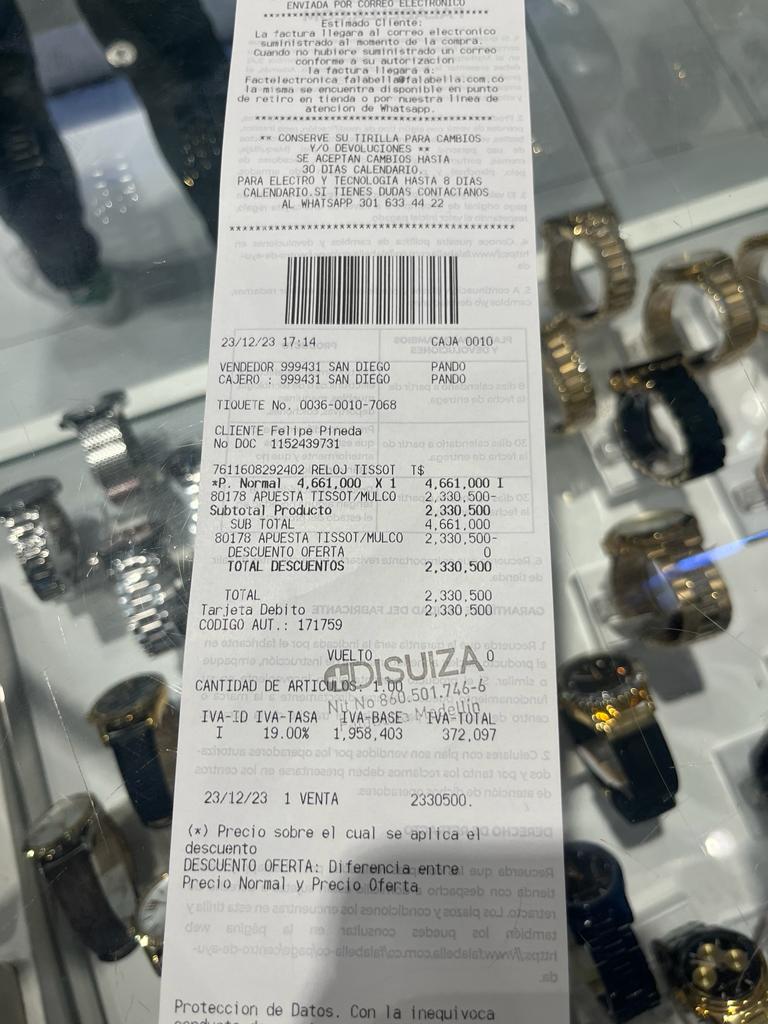 ENVIADA POR CORREO ELECTRONICO
****************************************
Estimado Cliente:
La factura llegara al correo electronico
suministrado al momento de la compra.
Cuando no hubiere suministrado un correo
conforme a su autorizacion
la factura llegará a:
Factelectronica_falabella@falabella.com.co
la misma se encuentra disponible en punto
de retiro en tienda o por nuestra linea de
atencion de Whatsapp.
****************************************
** CONSERVE SU TIRILLA PARA CAMBIOS
Y/O DEVOLUCIONES **
SE ACEPTAN CAMBIOS HASTA
30 DIAS CALENDARIO.
PARA ELECTRO Y TECNOLOGIA HASTA 8 DIAS
CALENDARIO.SI TIENES DUDAS CONTACTANOS
AL WHATSAPP 301 633 44 22
****************************************
23/12/23 17:14 CAJA 0010
VENDEDOR 999431 SAN DIEGO PANDO
CAJERO : 999431 SAN DIEGO PANDO
TIQUETE No. 0036-0010-7068
CLIENTE Felipe Pineda
No DOC 1152439731
7611608292402 RELOJ TISSOT T$
*P. Normal 4,661,000 X 1 4,661,000 I
80178 APUESTA TISSOT/MULCO 2,330,500-
Subtotal Producto 2,330,500
SUB TOTAL 4,661,000
80178 APUESTA TISSOT/MULCO 2,330,500-
DESCUENTO OFERTA 0
TOTAL DESCUENTOS 2,330,500
TOTAL 2,330,500
Tarjeta Debito 2,330,500
CODIGO AUT.: 171759
VUELTO 0
DISUIZA
CANTIDAD DE ARTICULOS: 1.00
Nit No 860.501.746-6
Medellin
IVA-ID IVA-TASA IVA-BASE IVA-TOTAL
I 19.00% 1,958,403 372,097
23/12/23 1 VENTA 2330500.
(*) Precio sobre el cual se aplica el
descuento
DESCUENTO OFERTA: Diferencia entre
Precio Normal y Precio Oferta
Proteccion de Datos. Con la inequivoca